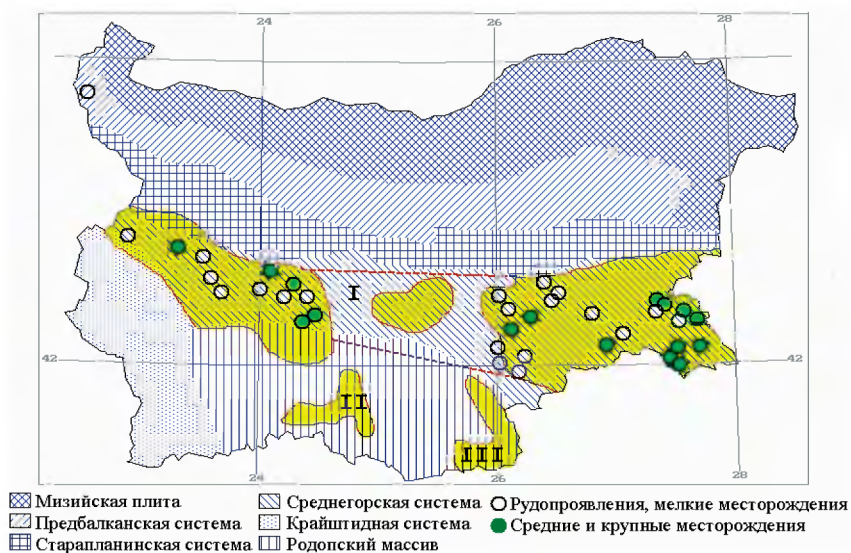 24 26 28
I
42 42
II
III
24 26 28
Мизийская плита
Предбалканская система
Старапланинская система
Среднегорская система
Крайштидная система
Родопский массив
Рудопроявления, мелкие месторождения
Средние и крупные месторождения